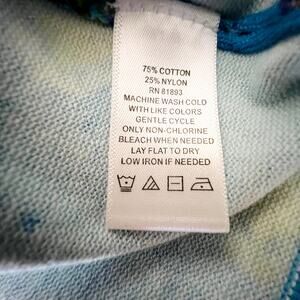 75% COTTON
25% NYLON
RN 81893
MACHINE WASH COLD
WITH LIKE COLORS
GENTLE CYCLE
ONLY NON-CHLORINE
BLEACH WHEN NEEDED
LAY FLAT TO DRY
LOW IRON IF NEEDED